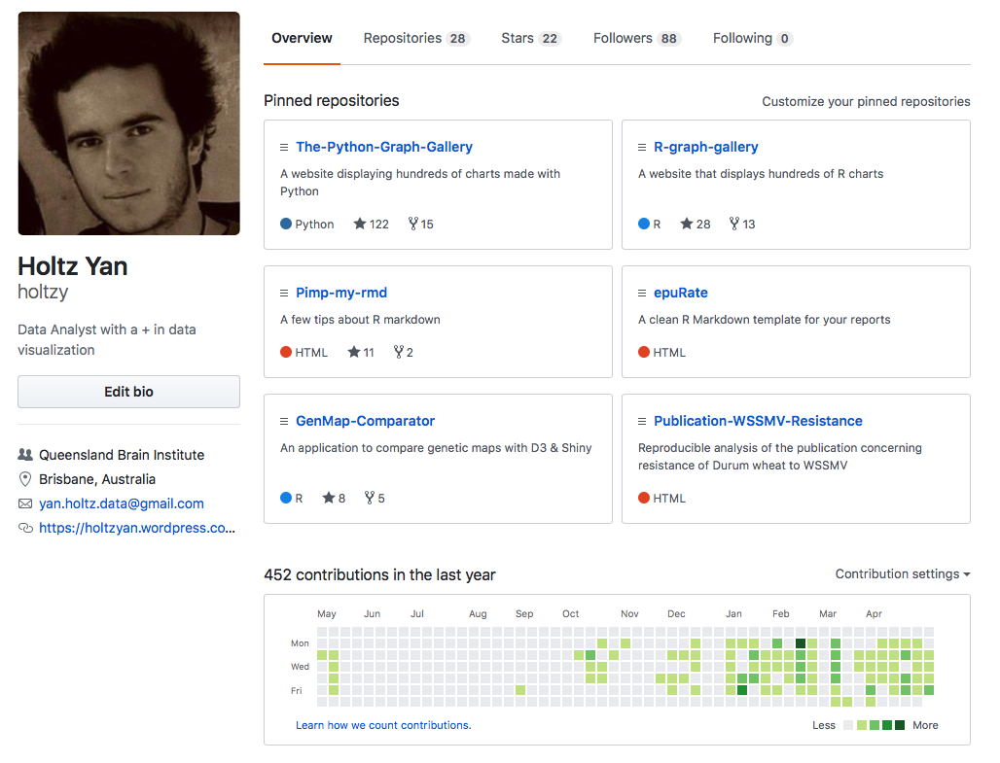 Overview Repositories 28 Stars 22 Followers 88 Following 0
Holtz Yan
holtzy
Data Analyst with a + in data
visualization
Edit bio
Queensland Brain Institute
Brisbane, Australia
yan.holtz.data@gmail.com
https://holtzyan.wordpress.co...
Pinned repositories
Customize your pinned repositories
The-Python-Graph-Gallery
A website displaying hundreds of charts made with
Python
Python 122 15
R-graph-gallery
A website that displays hundreds of R charts
R 28 13
Pimp-my-rmd
A few tips about R markdown
HTML 11 2
epuRate
A clean R Markdown template for your reports
HTML
GenMap-Comparator
An application to compare genetic maps with D3 & Shiny
R 8 5
Publication-WSSMV-Resistance
Reproducible analysis of the publication concerning
resistance of Durum wheat to WSSMV
HTML
452 contributions in the last year
Contribution settings
May Jun Jul Aug Sep Oct Nov Dec Jan Feb Mar Apr
Mon
Wed
Fri
Learn how we count contributions.
Less More